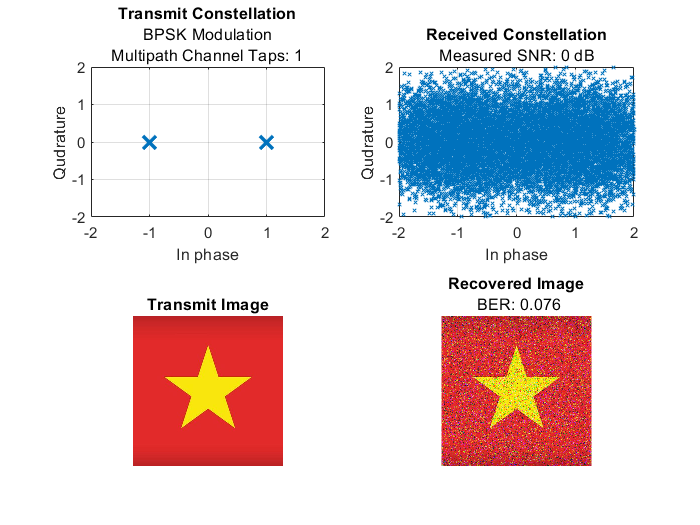 Transmit Constellation
BPSK Modulation
Multipath Channel Taps: 1
2
1
0
-1
-2
Qudrature
-2
-1
0
1
2
In phase
Received Constellation
Measured SNR: 0 dB
2
1
0
-1
-2
Qudrature
-2
-1
0
1
2
In phase
Transmit Image
Recovered Image
BER: 0.076